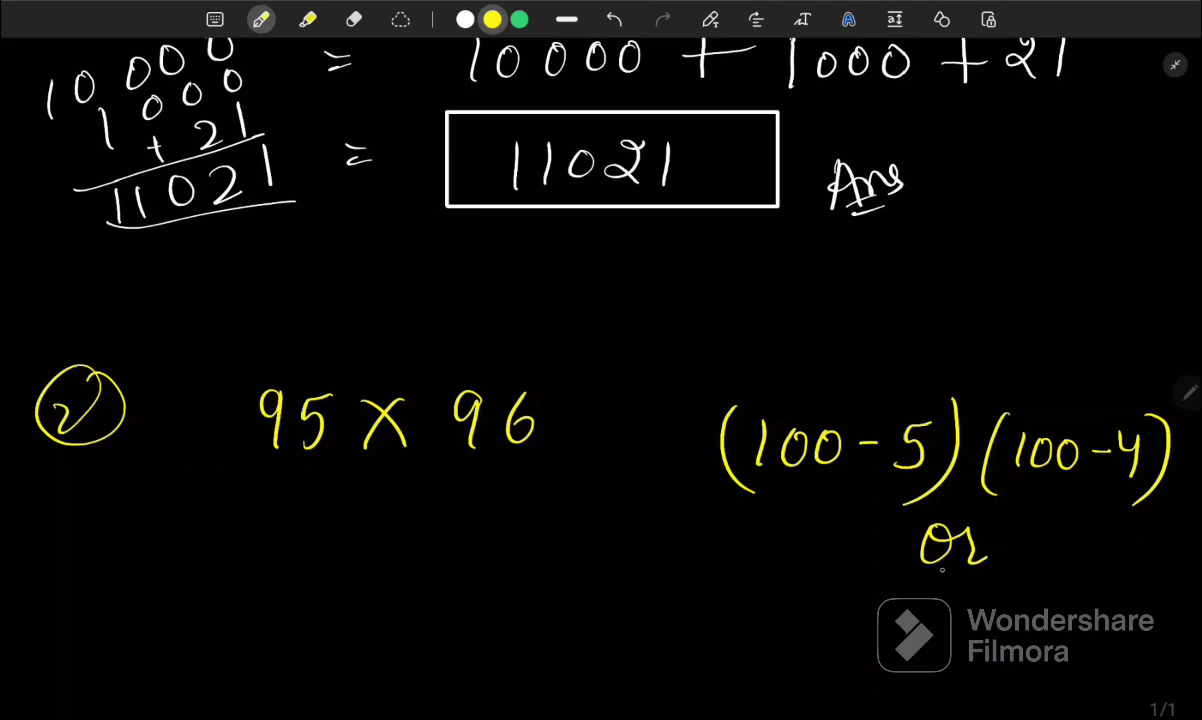 10000 = 10000 + 1000 + 21
1000
+ 21
11021 = 11021 Ans
2 95 X 96 (100-5)(100-4)
or
Wondershare
Filmora
1/1